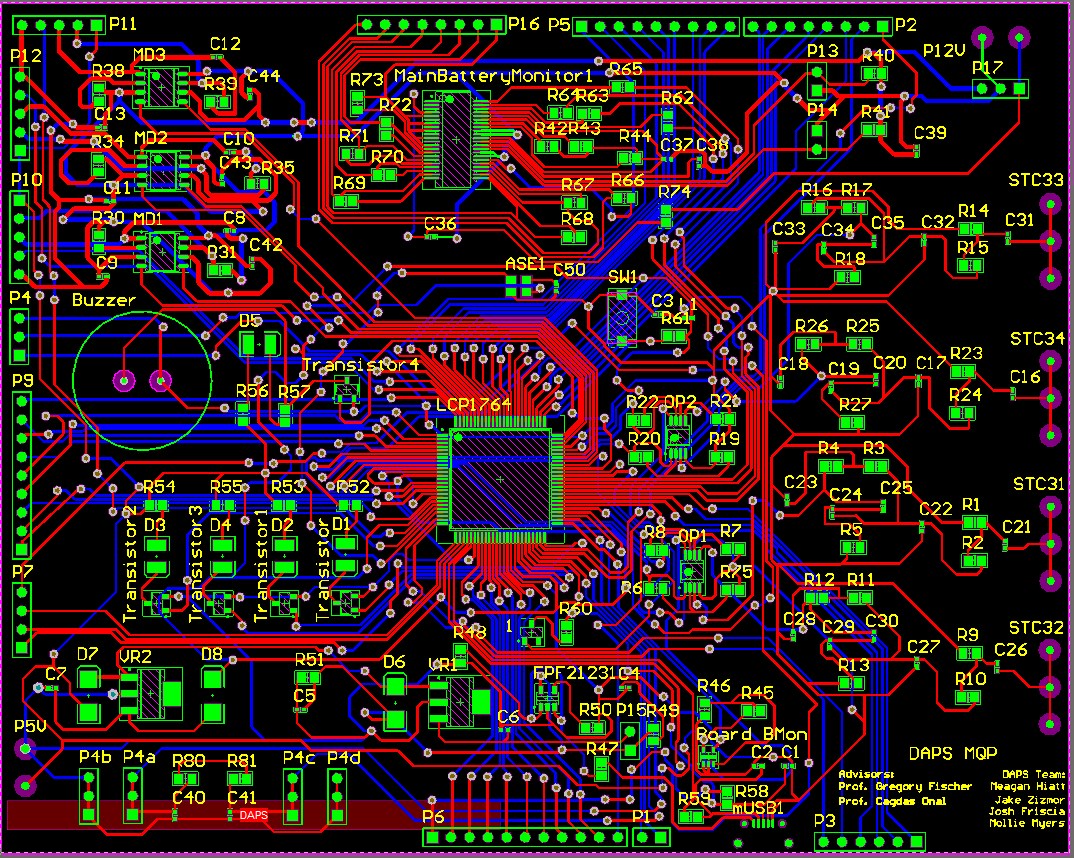 P11
P16
P5
P2
P12
MD3
C12
P13
R40
P12V
P17
R38
R39
C44
R73
MainBatteryMonitor1
R65
C13
R72
R64
R63
R62
P14
R41
R34
MD2
C10
R71
R42
R43
R44
C37
C38
C39
C43
R35
R70
P10
C11
R69
R67
R66
R74
STC33
R30
MD1
C8
R68
R16
R17
R14
C31
C36
C33
C34
C35
C32
C9
R31
C42
R18
R15
ASE1
C50
SW1
P4
Buzzer
D5
C3
L1
R61
R26
R25
STC34
Transistor4
C18
C19
C20
C17
R23
C16
P9
R56
R57
LCP1764
R22
OP2
R21
R27
R24
R20
R19
R4
R3
R54
R55
R53
R52
C23
C24
C25
C22
STC31
R1
C21
Transistor2
D3
Transistor3
D4
Transistor1
D2
Transistor
D1
R8
OP1
R7
R5
R2
P7
R6
R75
R12
R11
1
R60
C28
C29
C30
STC32
R9
C26
R48
C27
D7
VR2
D8
R51
D6
VR1
FPF21231
C4
R13
R10
C7
C5
C6
R50
P15
R49
R46
R45
P5V
Board BMon
DAPS MQP
P4b
P4a
R80
R81
P4c
P4d
R47
C2
C1
C40
C41
DAPS
R59
R58
mUSB1
Advisors:
Prof. Gregory Fischer
Prof. Cagdas Onal
DAPS Team:
Meagan Hiatt
Jake Zizmor
Josh Friscia
Mollie Myers
P6
P1
P3